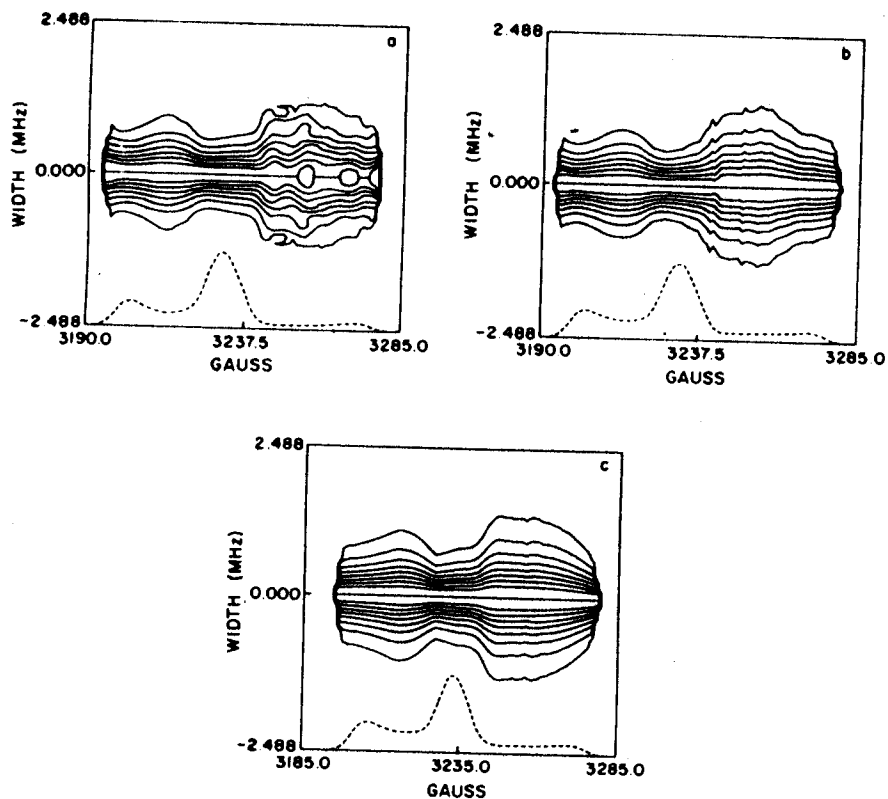 2.488
a
WIDTH (MHz)
0.000
-2.488
3190.0
3237.5
3285.0
GAUSS
2.488
b
WIDTH (MHz)
0.000
-2.488
3190.0
3237.5
3285.0
GAUSS
2.488
c
WIDTH (MHz)
0.000
-2.488
3185.0
3235.0
3285.0
GAUSS